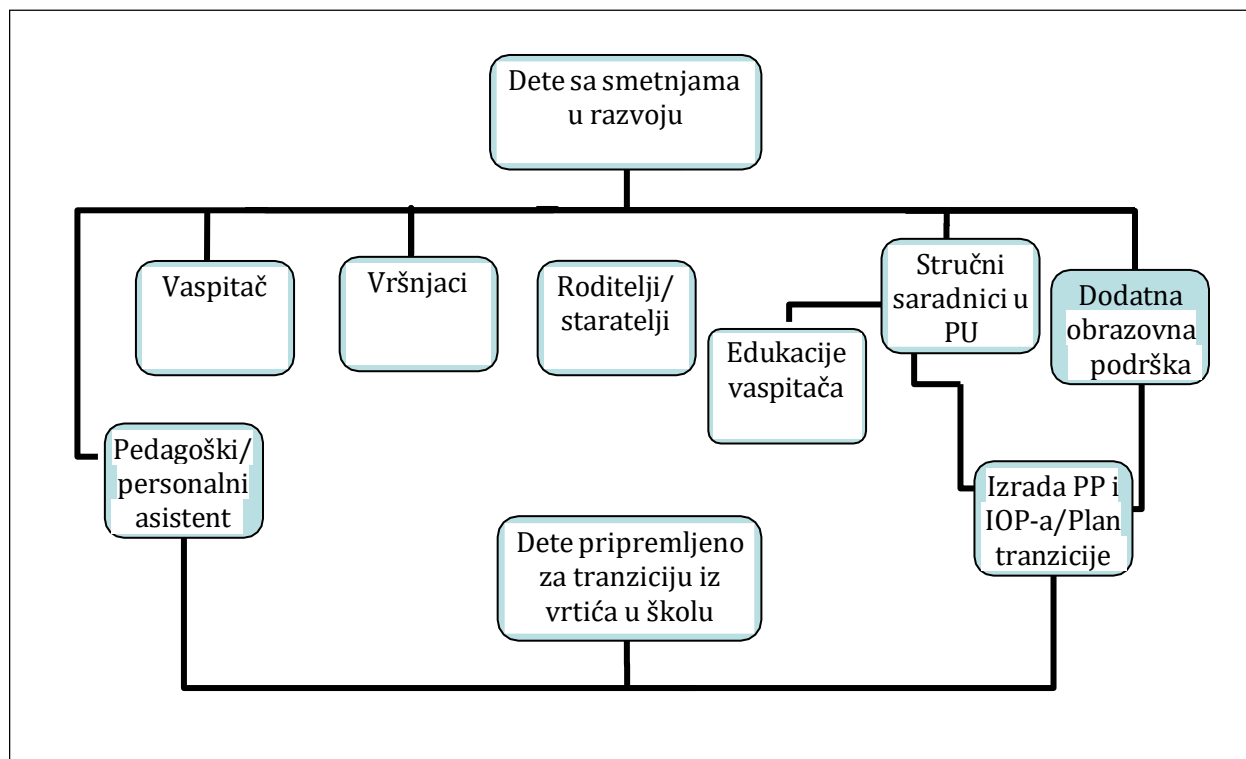 Dete sa smetnjama
u razvoju
Vaspitač
Vršnjaci
Roditelji/
staratelji
Stručni
saradnici u
PU
Dodatna
obrazovna
podrška
Edukacije
vaspitača
Pedagoški/
personalni
asistent
Izrada PP i
IOP-a/Plan
tranzicije
Dete pripremljeno
za tranziciju iz
vrtića u školu